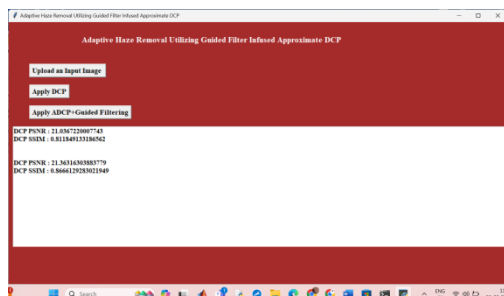 Adaptive Haze Removal Utilizing Guided Filter Infused Approximate DCP
Adaptive Haze Removal Utilizing Guided Filter Infused Approximate DCP
Upload an Input Image
Apply DCP
Apply ADCP+Guided Filtering
DCP PSNR : 21.0367220007743
DCP SSIM : 0.811849133186562
DCP PSNR : 21.36316303883779
DCP SSIM : 0.8666129283021949
Search
ENG